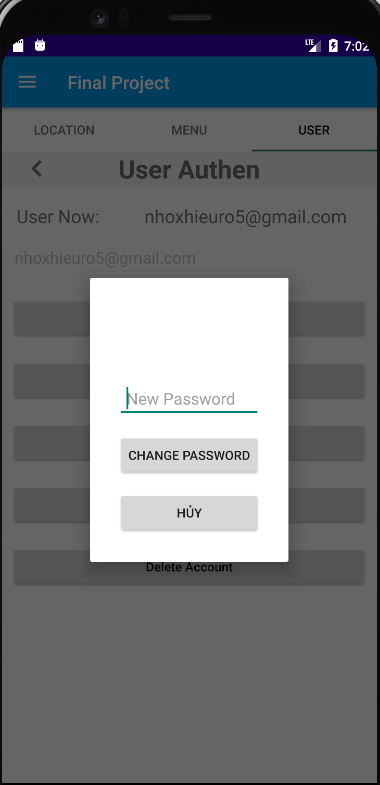 LTE 7:02
Final Project
LOCATION MENU USER
User Authen
User Now: nhoxhieuro5@gmail.com
nhoxhieuro5@gmail.com
New Password
CHANGE PASSWORD
HỦY
Delete Account